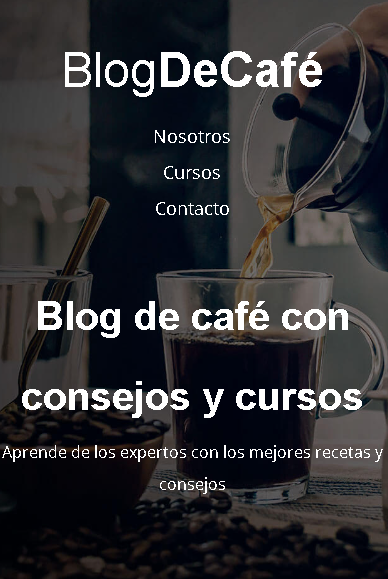 BlogDeCafé
Nosotros
Cursos
Contacto
Blog de café con
consejos y cursos
Aprende de los expertos con los mejores recetas y
consejos